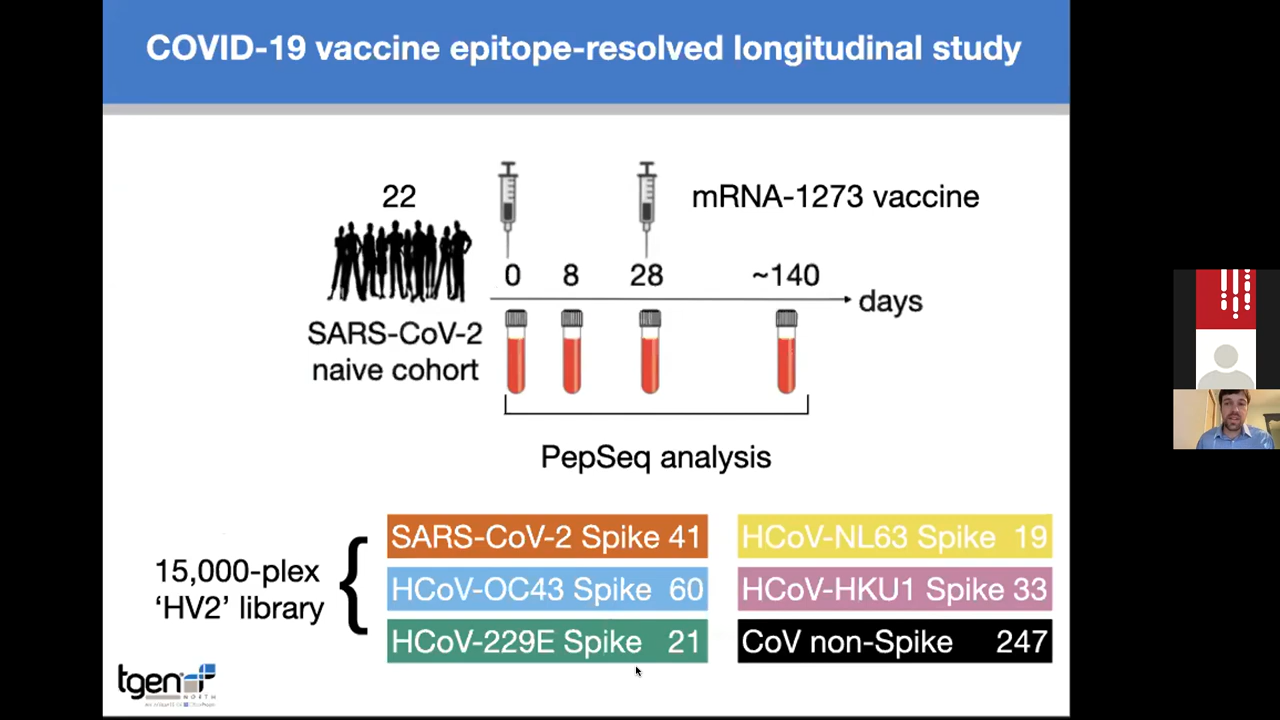 COVID-19 vaccine epitope-resolved longitudinal study
22
mRNA-1273 vaccine
0 8 28 ~140
days
SARS-CoV-2
naive cohort
PepSeq analysis
15,000-plex
‘HV2’ library
SARS-CoV-2 Spike 41
HCoV-OC43 Spike 60
HCoV-229E Spike 21
HCoV-NL63 Spike 19
HCoV-HKU1 Spike 33
CoV non-Spike 247
tgen
NORTH